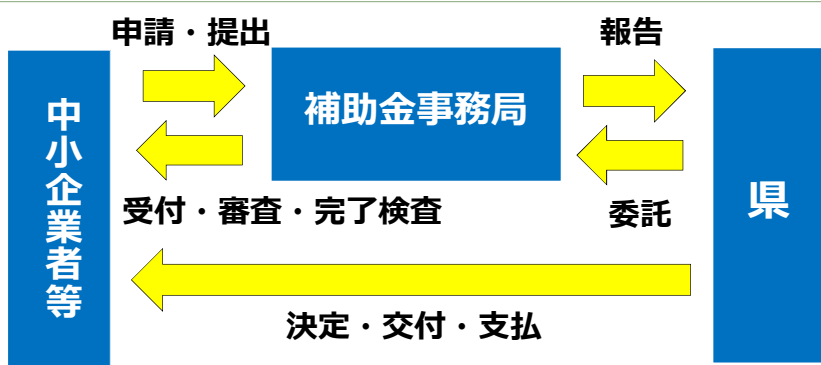 申請・提出
報告
中小企業者等
補助金事務局
県
受付・審査・完了検査
委託
決定・交付・支払